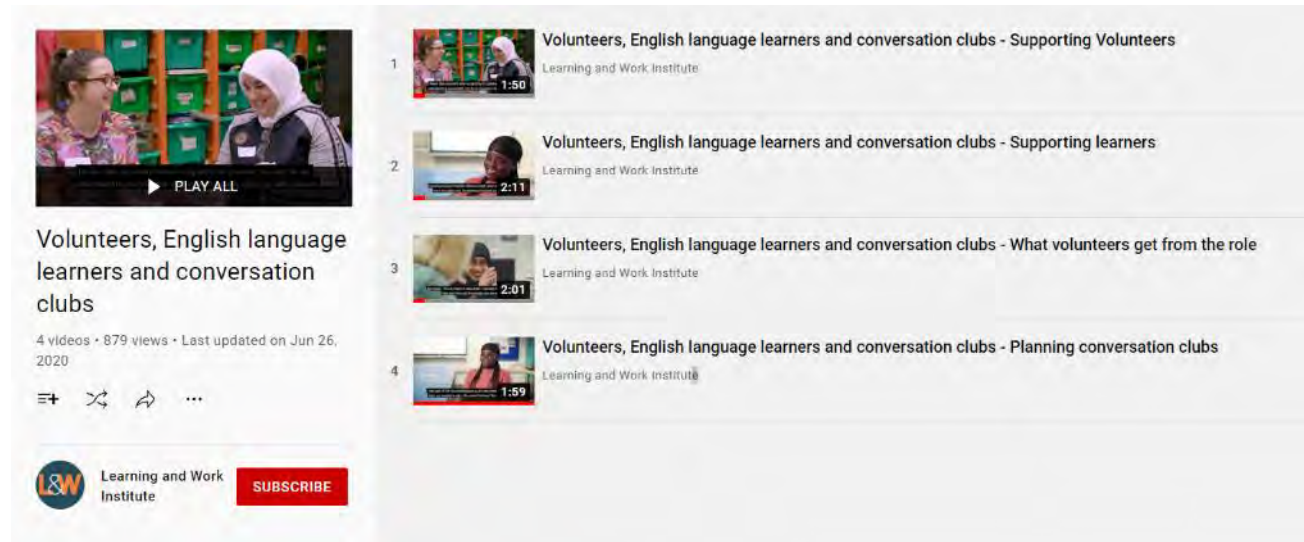 PLAY ALL
Volunteers, English language
learners and conversation
clubs
4 videos • 879 views • Last updated on Jun 26,
2020
L&W
Learning and Work
Institute
SUBSCRIBE
1
1:50
Volunteers, English language learners and conversation clubs - Supporting Volunteers
Learning and Work Institute
2
2:11
Volunteers, English language learners and conversation clubs - Supporting learners
Learning and Work Institute
3
2:01
Volunteers, English language learners and conversation clubs - What volunteers get from the role
Learning and Work Institute
4
1:59
Volunteers, English language learners and conversation clubs - Planning conversation clubs
Learning and Work Institute